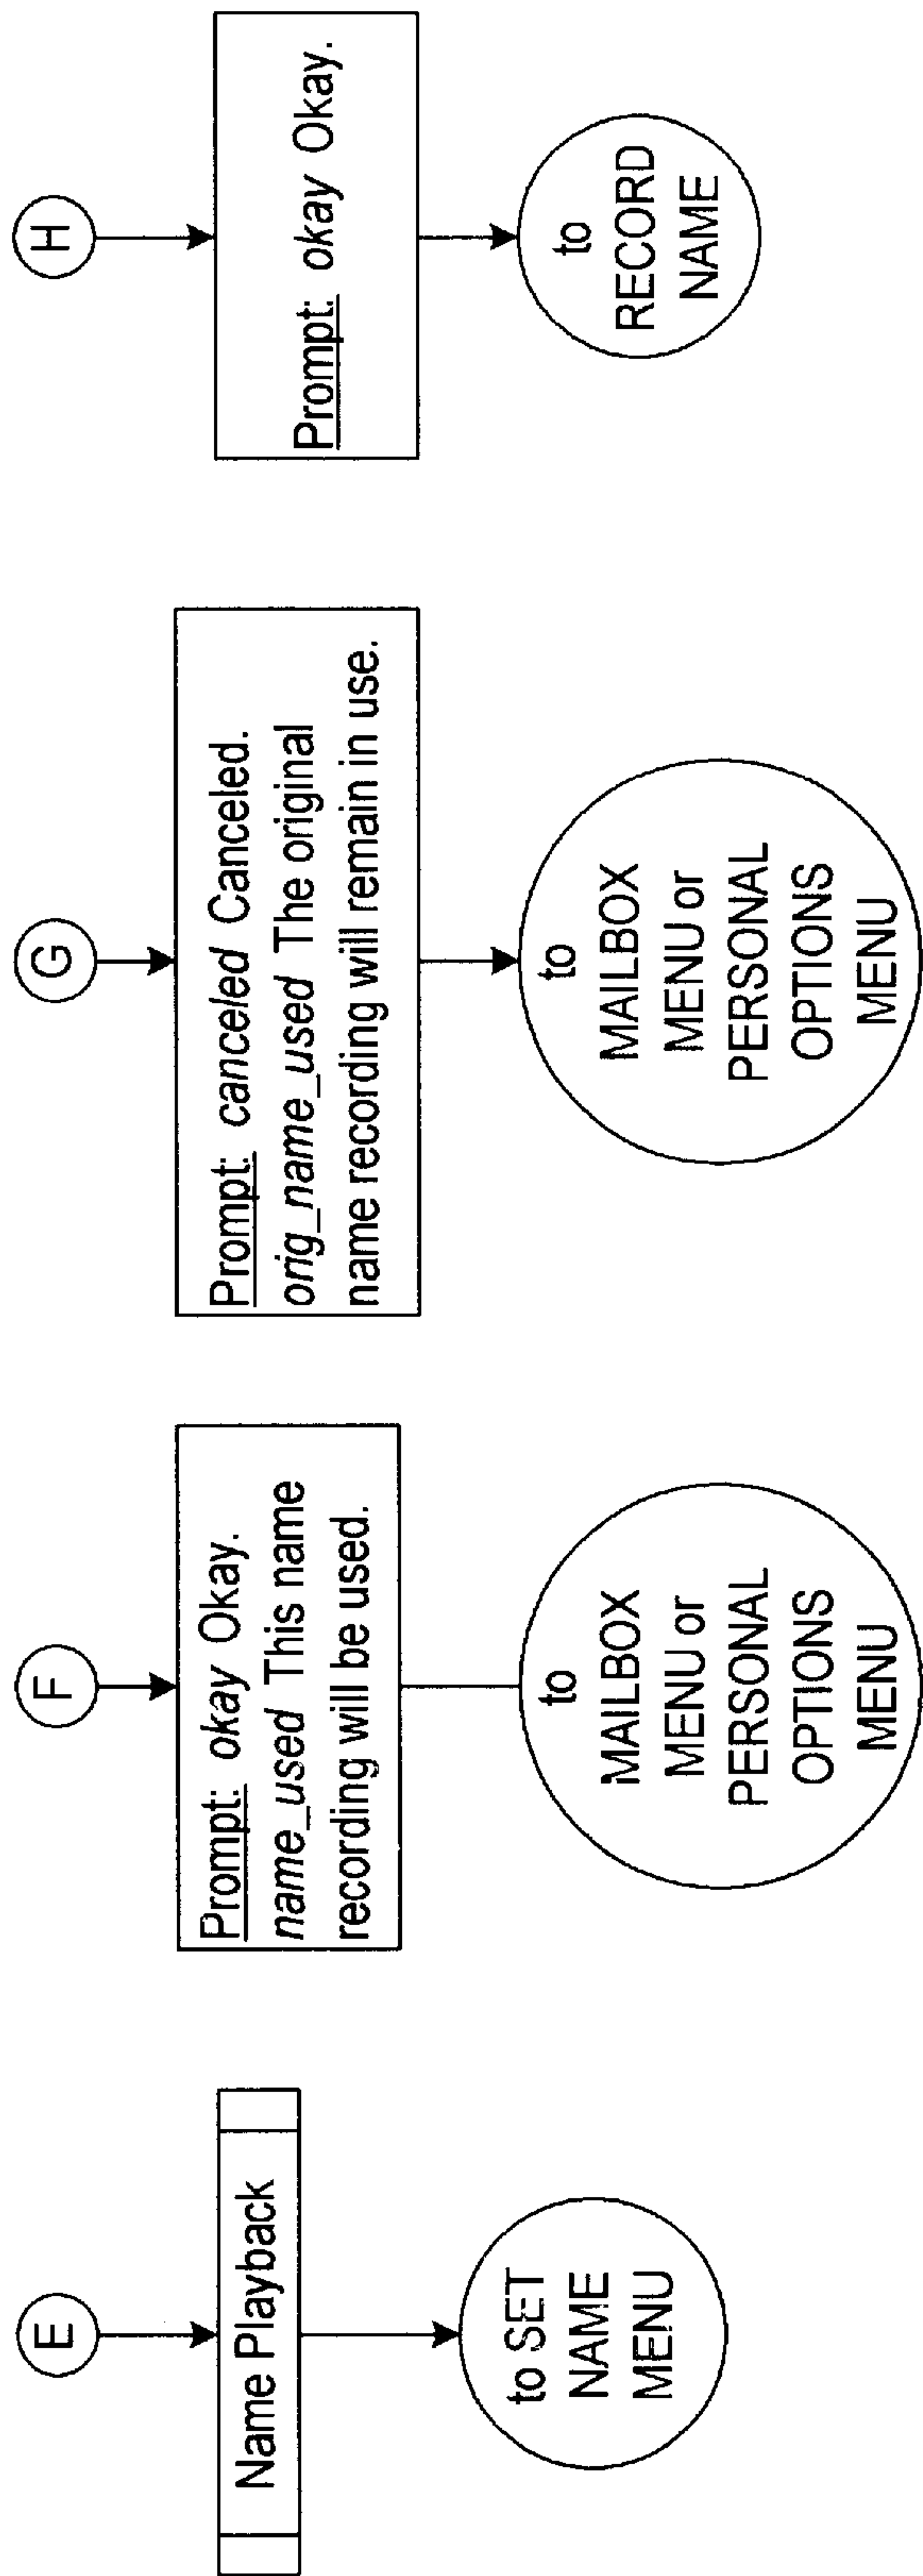 E
Name Playback
to SET
NAME
MENU
F
Prompt: okay Okay.
name_used This name
recording will be used.
to
MAILBOX
MENU or
PERSONAL
OPTIONS
MENU
G
Prompt: canceled Canceled.
orig_name_used The original
name recording will remain in use.
to
MAILBOX
MENU or
PERSONAL
OPTIONS
MENU
H
Prompt: okay Okay.
to
RECORD
NAME